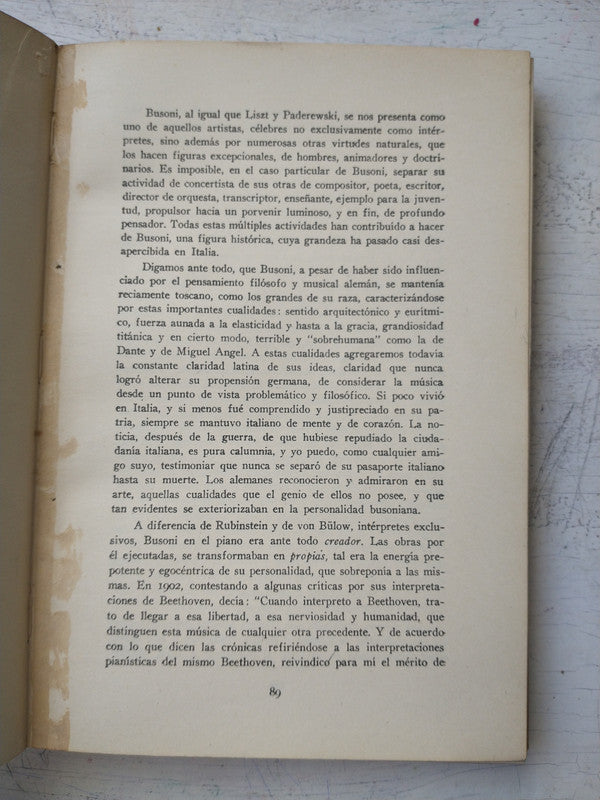 Busoni, al igual que Liszt y Paderewski, se nos presenta como
uno de aquellos artistas, célebres no exclusivamente como intér-
pretes, sino además por numerosas otras virtudes naturales, que
los hacen figuras excepcionales, de hombres, animadores y doctri-
narios. Es imposible, en el caso particular de Busoni, separar su
actividad de concertista de sus otras de compositor, poeta, escritor,
director de orquesta, transcriptor, enseñante, ejemplo para la juven-
tud, propulsor hacia un porvenir luminoso, y en fin, de profundo
pensador. Todas estas múltiples actividades han contribuido a hacer
de Busoni, una figura histórica, cuya grandeza ha pasado casi des-
apercibida en Italia.
Digamos ante todo, que Busoni, a pesar de haber sido influen-
ciado por el pensamiento filósofo y musical alemán, se mantenía
reciamente toscano, como los grandes de su raza, caracterizándose
por estas importantes cualidades: sentido arquitectónico y eurítmi-
co, fuerza aunada a la elasticidad y hasta a la gracia, grandiosidad
titánica y en cierto modo, terrible y "sobrehumana" como la de
Dante y de Miguel Angel. A estas cualidades agregaremos todavia
la constante claridad latina de sus ideas, claridad que nunca
logró alterar su propensión germana, de considerar la música
desde un punto de vista problemático y filosófico. Si poco vivió
en Italia, y si menos fué comprendido y justipreciado en su pa-
tria, siempre se mantuvo italiano de mente y de corazón. La no-
ticia, después de la guerra, de que hubiese repudiado la ciuda-
danía italiana, es pura calumnia, y yo puedo, como cualquier ami-
go suyo, testimoniar que nunca se separó de su pasaporte italiano
hasta su muerte. Los alemanes reconocieron y admiraron en su
arte, aquellas cualidades que el genio de ellos no posee, y que
tan evidentes se exteriorizaban en la personalidad busoniana.
A diferencia de Rubinstein y de von Bülow, intérpretes exclu-
sivos, Busoni en el piano era ante todo creador. Las obras por
él ejecutadas, se transformaban en propias, tal era la energía pre-
potente y egocéntrica de su personalidad, que sobreponia a las mis-
mas. En 1902, contestando a algunas críticas por sus interpreta-
ciones de Beethoven, decía: "Cuando interpreto a Beethoven, tra-
to de llegar a esa libertad, a esa nerviosidad y humanidad, que
distinguen esta música de cualquier otra precedente. Y de acuerdo
con lo que dicen las crónicas refiriéndose a las interpretaciones
pianísticas del mismo Beethoven, reivindico para mí el mérito de
89